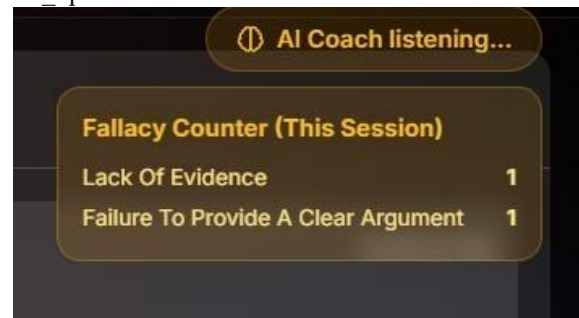 AI Coach listening...
Fallacy Counter (This Session)
Lack Of Evidence 1
Failure To Provide A Clear Argument 1